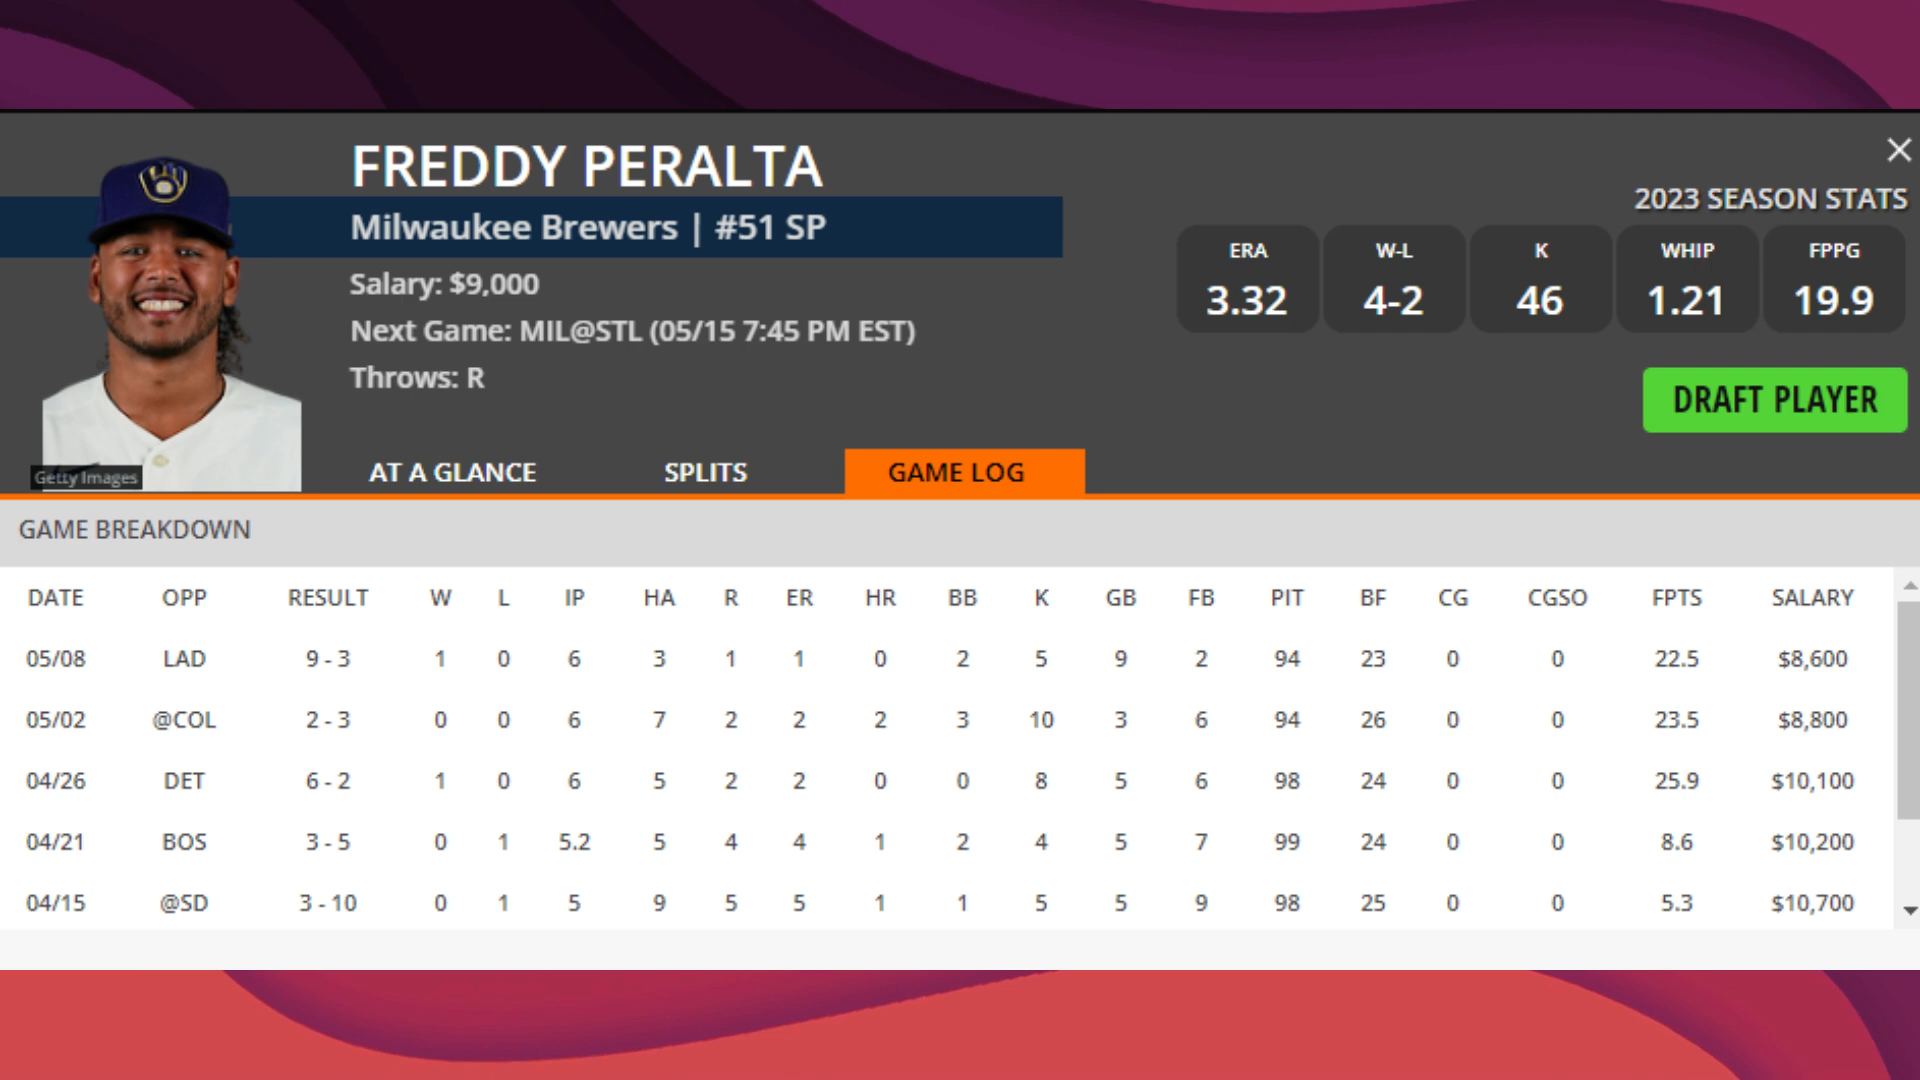 FREDDY PERALTA
Milwaukee Brewers | #51 SP
Salary: $9,000
Next Game: MIL@STL (05/15 7:45 PM EST)
Throws: R
2023 SEASON STATS
ERA W-L K WHIP FPPG
3.32 4-2 46 1.21 19.9
DRAFT PLAYER
Getty Images
AT A GLANCE SPLITS GAME LOG
GAME BREAKDOWN
DATE OPP RESULT W L IP HA R ER HR BB K GB FB PIT BF CG CGSO FPTS SALARY
05/08 LAD 9 - 3 1 0 6 3 1 1 0 2 5 9 2 94 23 0 0 22.5 $8,600
05/02 @COL 2 - 3 0 0 6 7 2 2 2 3 10 3 6 94 26 0 0 23.5 $8,800
04/26 DET 6 - 2 1 0 6 5 2 2 0 0 8 5 6 98 24 0 0 25.9 $10,100
04/21 BOS 3 - 5 0 1 5.2 5 4 4 1 2 4 5 7 99 24 0 0 8.6 $10,200
04/15 @SD 3 - 10 0 1 5 9 5 5 1 1 5 5 9 98 25 0 0 5.3 $10,700